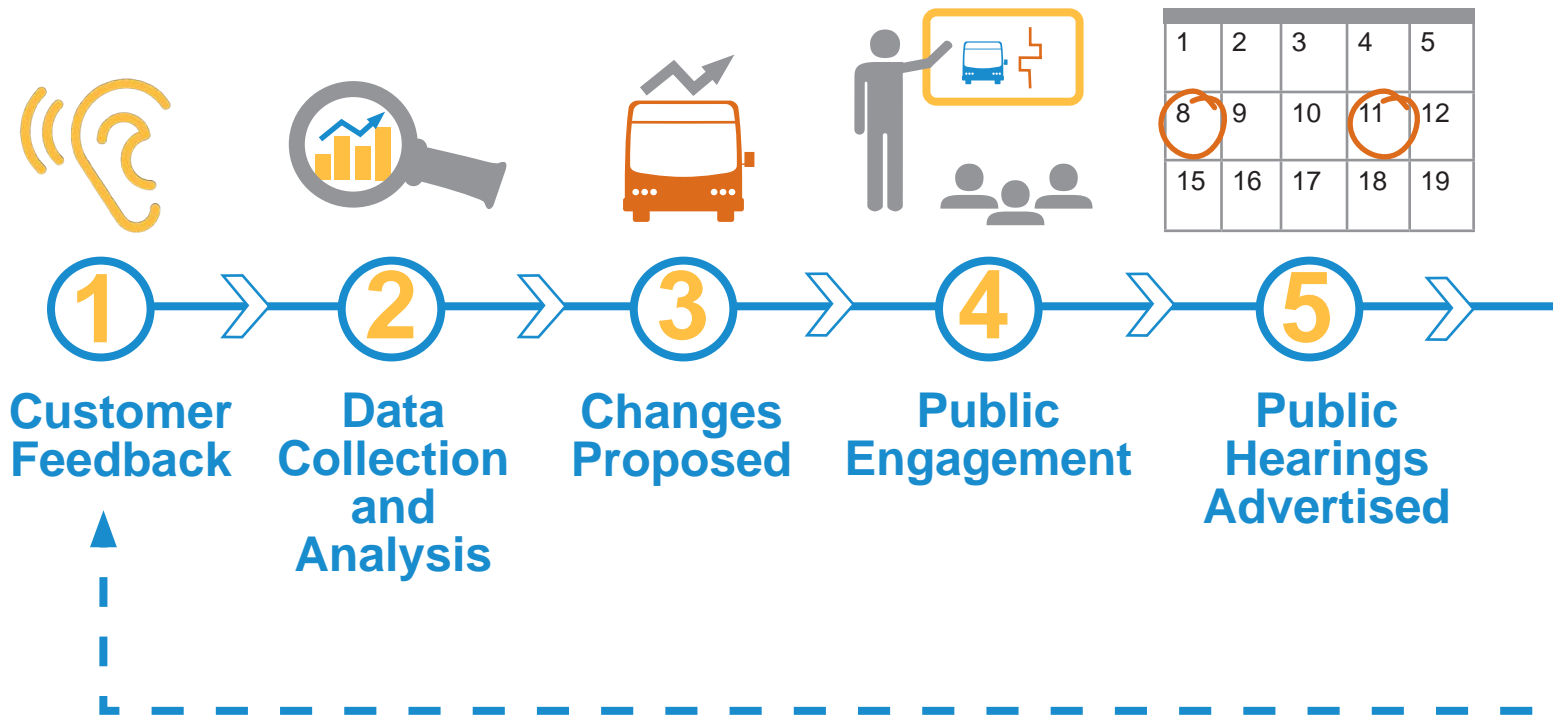 1 2 3 4 5
8 9 10 11 12
15 16 17 18 19
1 2 3 4 5
Customer
Feedback
Data
Collection
and
Analysis
Changes
Proposed
Public
Engagement
Public
Hearings
Advertised